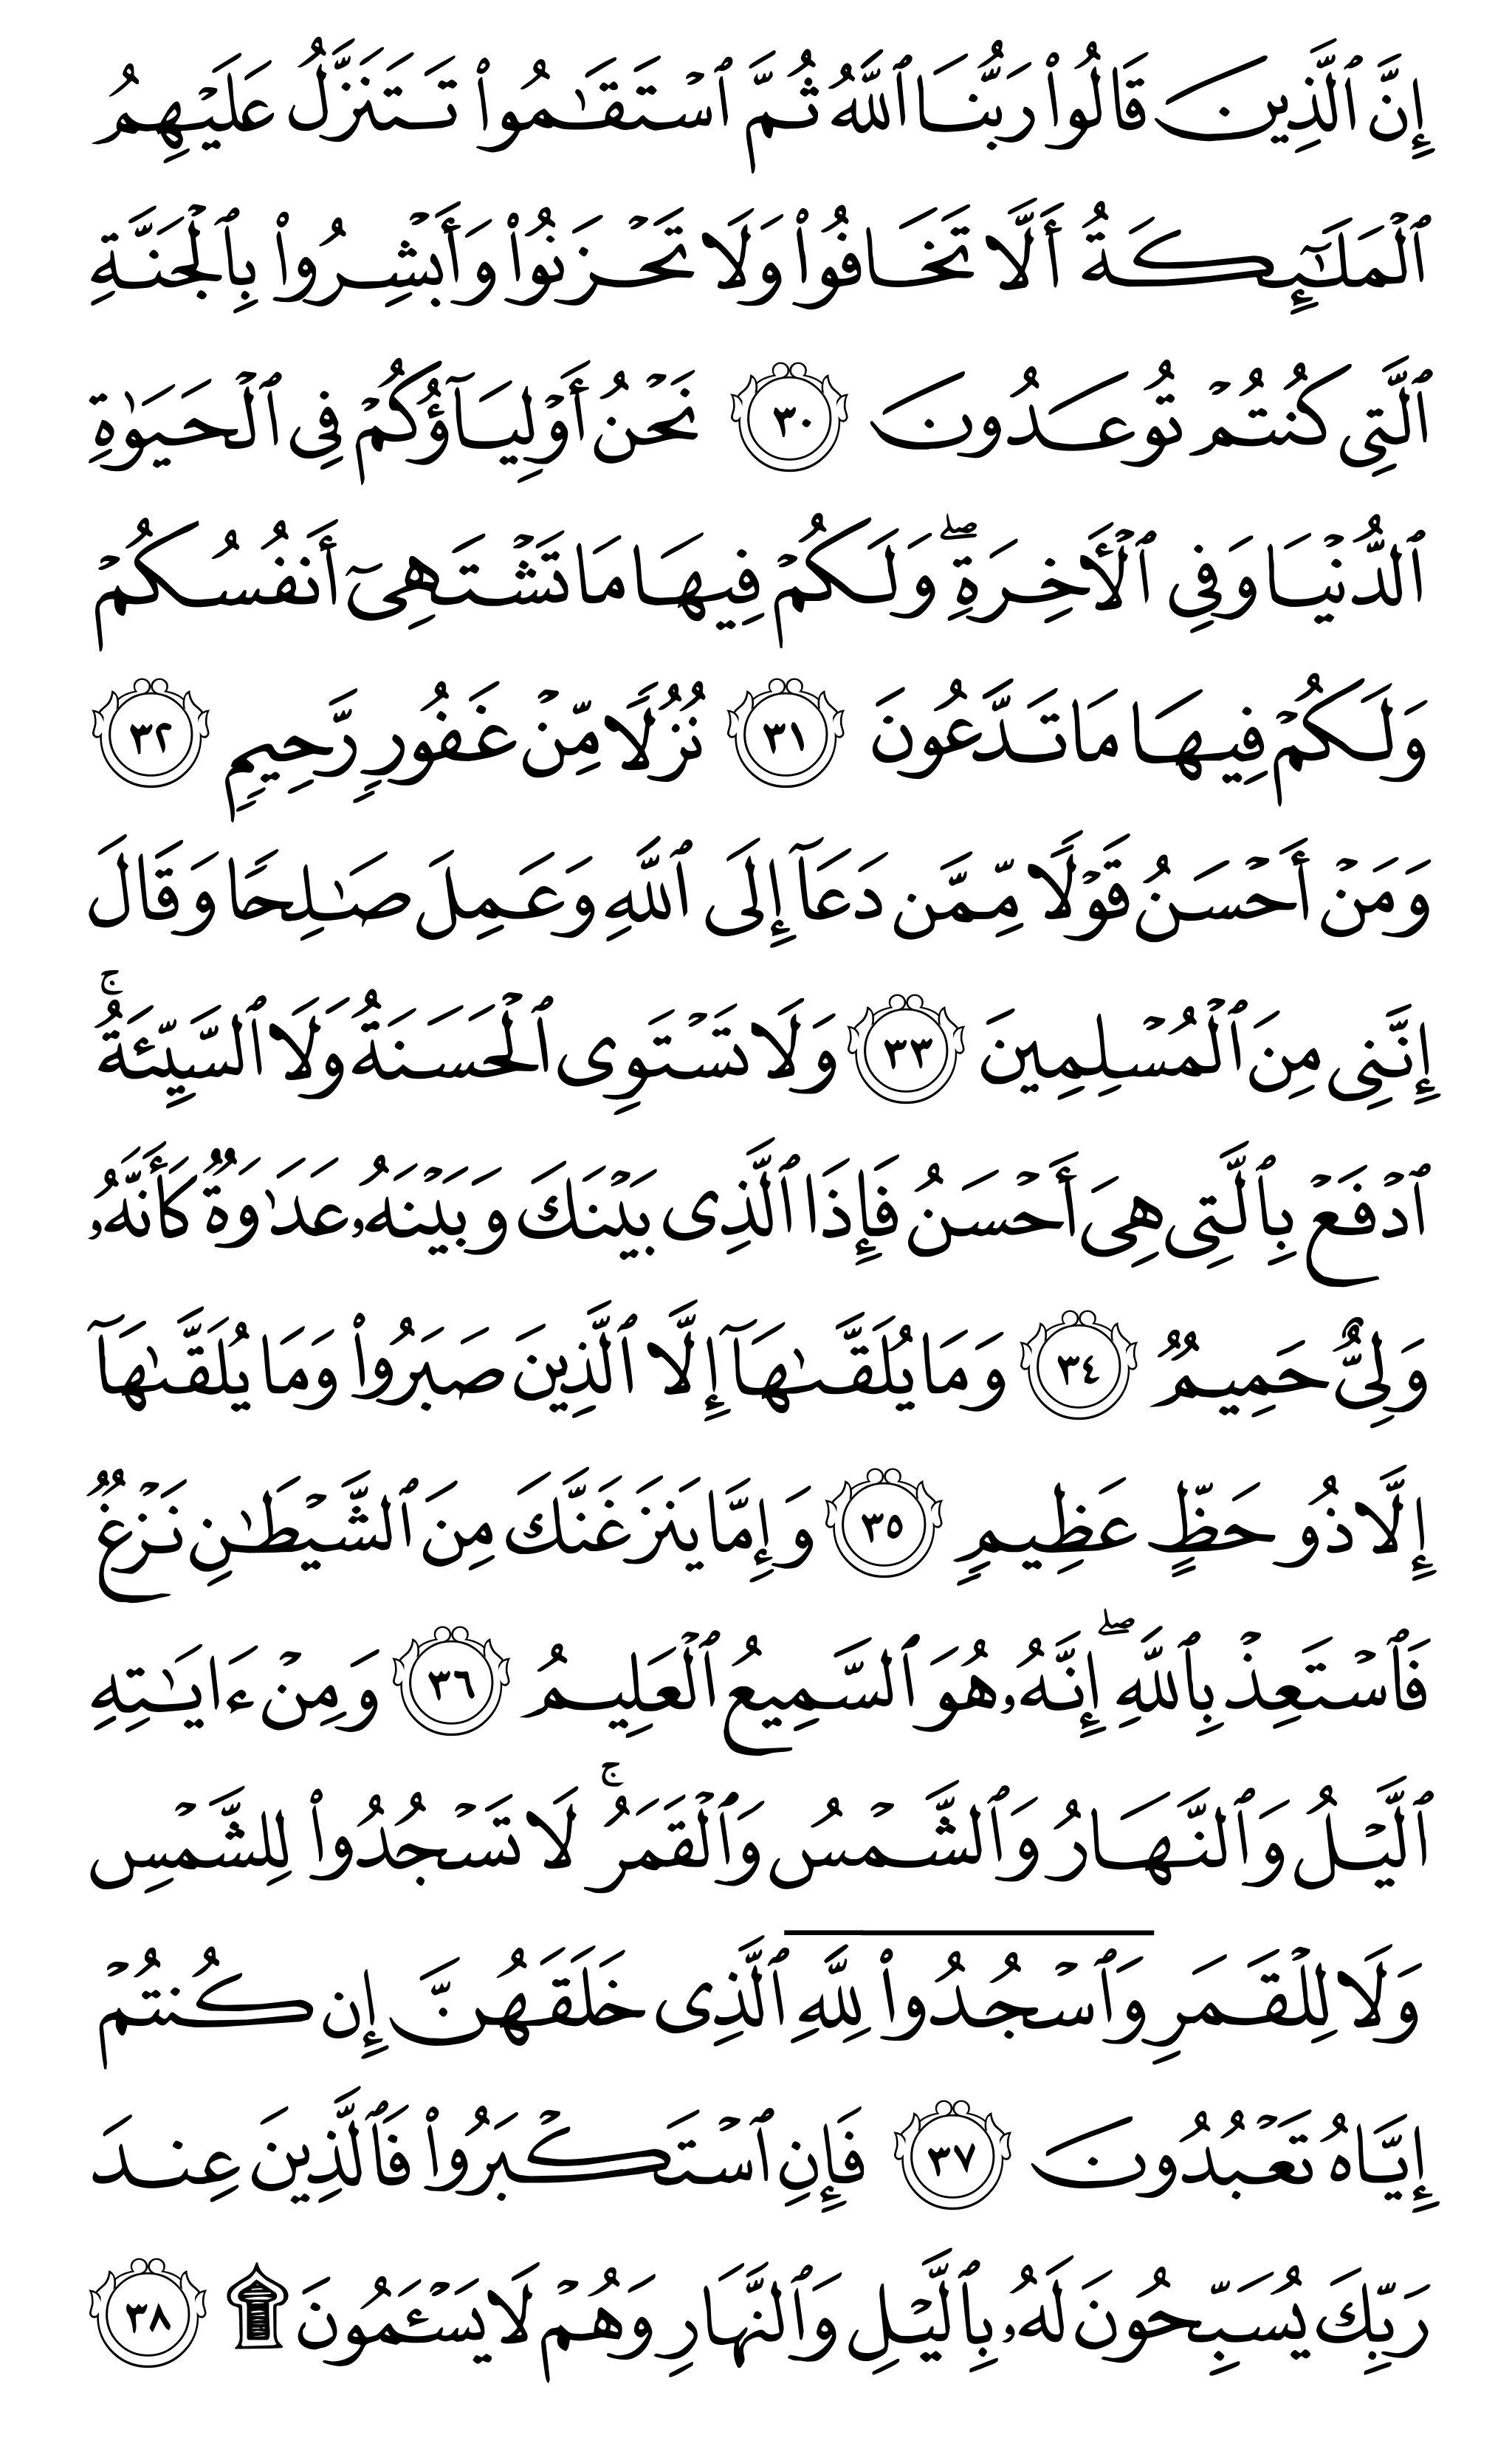 إِنَّ ٱلَّذِينَ قَالُوا۟ رَبُّنَا ٱللَّهُ ثُمَّ ٱسْتَقَٰمُوا۟ تَتَنَزَّلُ عَلَيْهِمُ
ٱلْمَلَٰٓئِكَةُ أَلَّا تَخَافُوا۟ وَلَا تَحْزَنُوا۟ وَأَبْشِرُوا۟ بِٱلْجَنَّةِ
ٱلَّتِى كُنتُمْ تُوعَدُونَ ٣٠ نَحْنُ أَوْلِيَآؤُكُمْ فِى ٱلْحَيَوٰةِ
ٱلدُّنْيَا وَفِى ٱلْأَخِرَةِ ۖ وَلَكُمْ فِيهَا مَا تَشْتَهِىٓ أَنفُسُكُمْ
وَلَكُمْ فِيهَا مَا تَدَّعُونَ ٣١ نُزُلًا مِّنْ غَفُورٍ رَّحِيمٍ ٣٢
وَمَنْ أَحْسَنُ قَوْلًا مِّمَّن دَعَآ إِلَى ٱللَّهِ وَعَمِلَ صَٰلِحًا وَقَالَ
إِنَّنِى مِنَ ٱلْمُسْلِمِينَ ٣٣ وَلَا تَسْتَوِى ٱلْحَسَنَةُ وَلَا ٱلسَّيِّئَةُ ۚ
ٱدْفَعْ بِٱلَّتِى هِىَ أَحْسَنُ فَإِذَا ٱلَّذِى بَيْنَكَ وَبَيْنَهُۥ عَدَٰوَةٌ كَأَنَّهُۥ
وَلِىٌّ حَمِيمٌ ٣٤ وَمَا يُلَقَّىٰهَآ إِلَّا ٱلَّذِينَ صَبَرُوا۟ وَمَا يُلَقَّىٰهَآ
إِلَّا ذُو حَظٍّ عَظِيمٍ ٣٥ وَإِمَّا يَنزَغَنَّكَ مِنَ ٱلشَّيْطَٰنِ نَزْغٌ
فَٱسْتَعِذْ بِٱللَّهِ ۖ إِنَّهُۥ هُوَ ٱلسَّمِيعُ ٱلْعَلِيمُ ٣٦ وَمِنْ ءَايَٰتِهِ
ٱلَّيْلُ وَٱلنَّهَارُ وَٱلشَّمْسُ وَٱلْقَمَرُ ۚ لَا تَسْجُدُوا۟ لِلشَّمْسِ
وَلَا لِلْقَمَرِ وَٱسْجُدُوا۟ لِلَّهِ ٱلَّذِى خَلَقَهُنَّ إِن كُنتُمْ
إِيَّاهُ تَعْبُدُونَ ٣٧ فَإِنِ ٱسْتَكْبَرُوا۟ فَٱلَّذِينَ عِندَ
رَبِّكَ يُسَبِّحُونَ لَهُۥ بِٱلَّيْلِ وَٱلنَّهَارِ وَهُمْ لَا يَسْـَٔمُونَ ۩ ٣٨